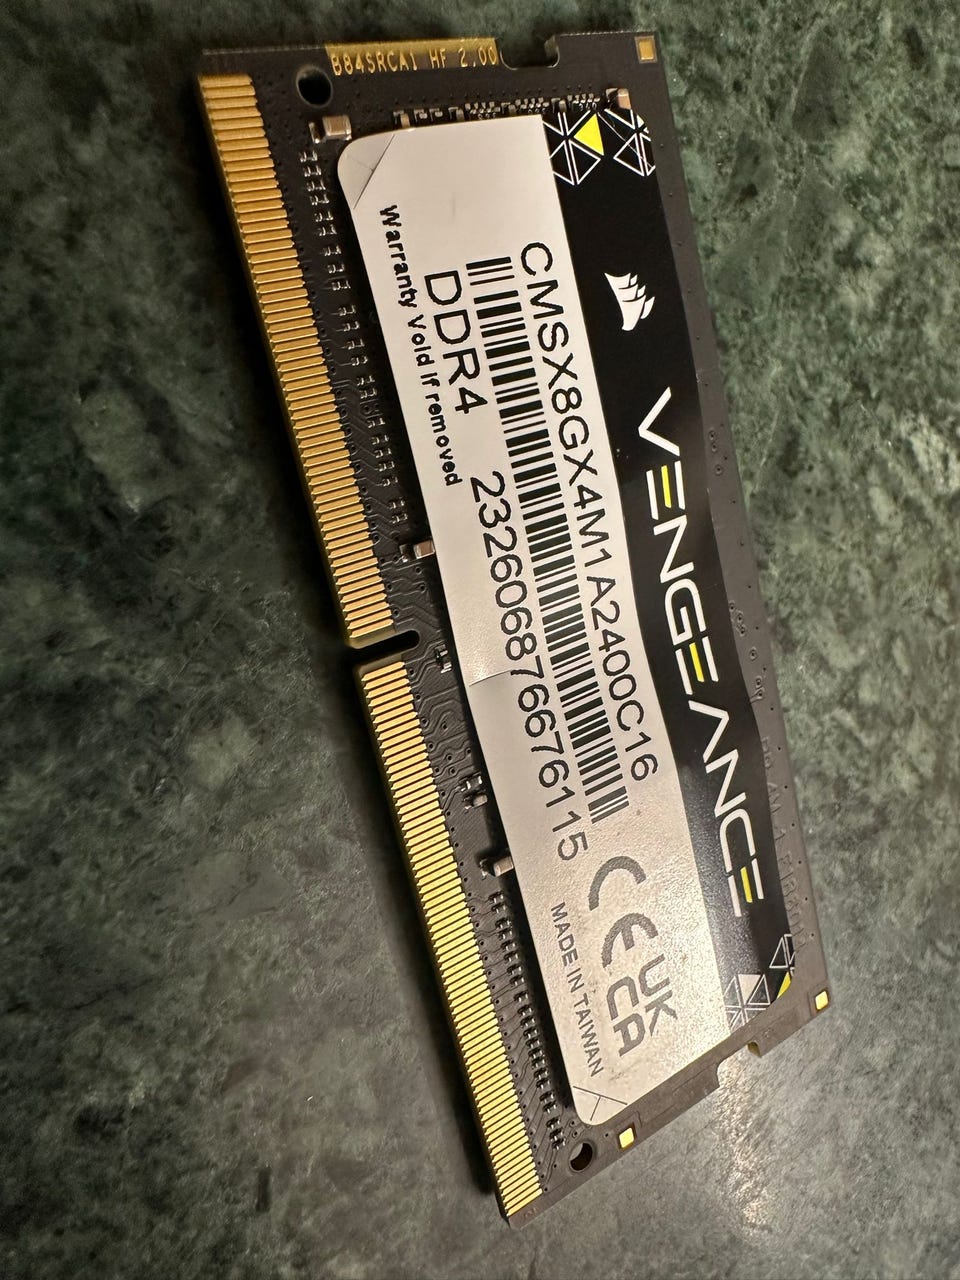 B84SRCA1 HF 2.00
VENGEANCE
CMSX8GX4M1A2400C16
DDR4 232606876676115
Warranty Void if removed
CE UK
CA
MADE IN TAIWAN